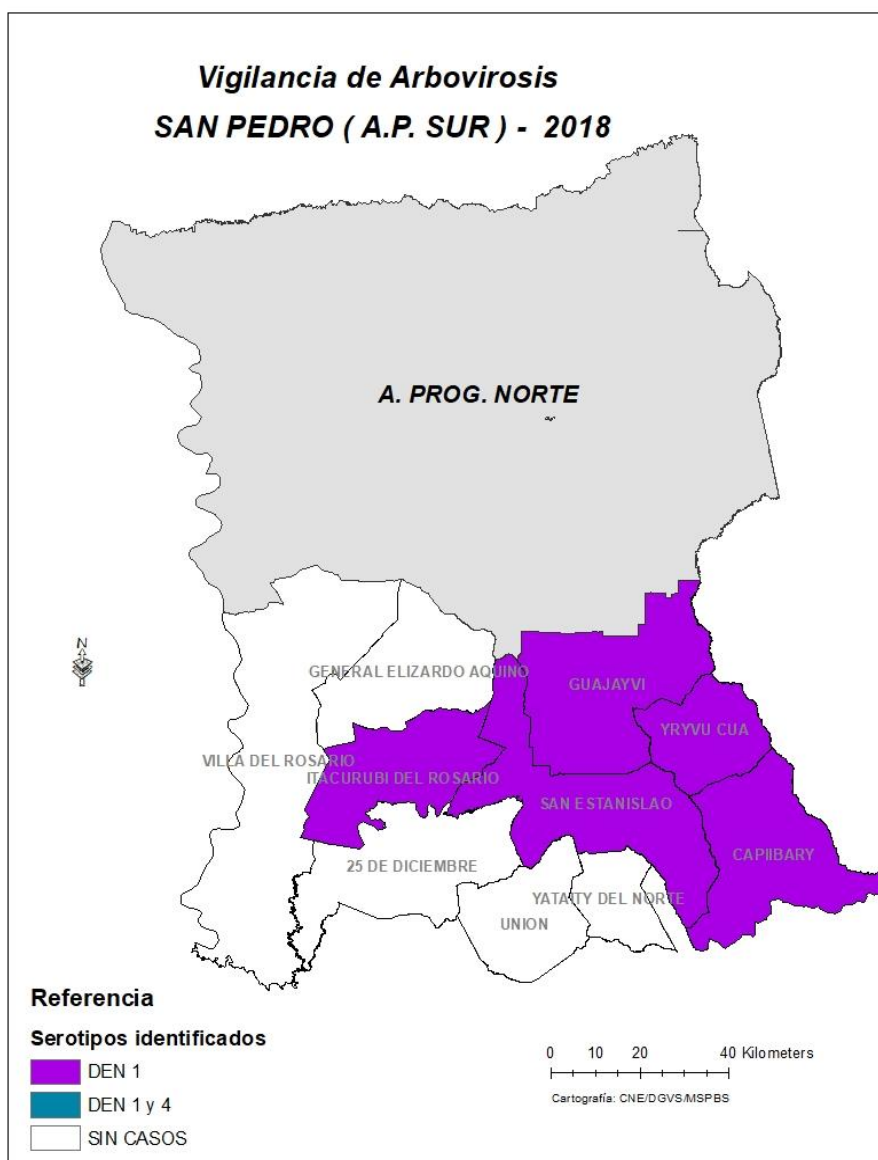 Vigilancia de Arbovirosis
SAN PEDRO ( A.P. SUR ) - 2018
A. PROG. NORTE
N
GENERAL ELIZARDO AQUINO
GUAJAYVI
YRYVU CUA
VILLA DEL ROSARIO
ITACURUBI DEL ROSARIO
SAN ESTANISLAO
CAPIIBARY
25 DE DICIEMBRE
YATAITY DEL NORTE
UNION
Referencia
Serotipos identificados
DEN 1
DEN 1 y 4
SIN CASOS
0 10 20 40 Kilometers
Cartografía: CNE/DGVS/MSPBS